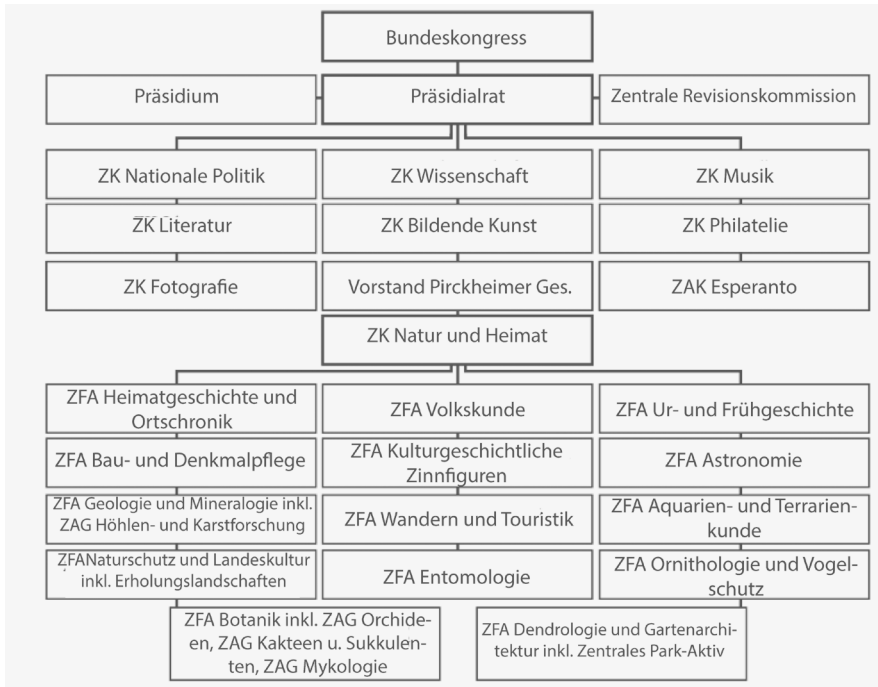 Bundeskongress
Präsidium
Präsidialrat
Zentrale Revisionskommission
ZK Nationale Politik
ZK Wissenschaft
ZK Musik
ZK Literatur
ZK Bildende Kunst
ZK Philatelie
ZK Fotografie
Vorstand Pirckheimer Ges.
ZAK Esperanto
ZK Natur und Heimat
ZFA Heimatgeschichte und
Ortschronik
ZFA Volkskunde
ZFA Ur- und Frühgeschichte
ZFA Bau- und Denkmalpflege
ZFA Kulturgeschichtliche
Zinnfiguren
ZFA Astronomie
ZFA Geologie und Mineralogie inkl.
ZAG Höhlen- und Karstforschung
ZFA Wandern und Touristik
ZFA Aquarien- und Terrarien-
kunde
ZFANaturschutz und Landeskultur
inkl. Erholungslandschaften
ZFA Entomologie
ZFA Ornithologie und Vogel-
schutz
ZFA Botanik inkl. ZAG Orchide-
en, ZAG Kakteen u. Sukkulen-
ten, ZAG Mykologie
ZFA Dendrologie und Gartenarchi-
tektur inkl. Zentrales Park-Aktiv